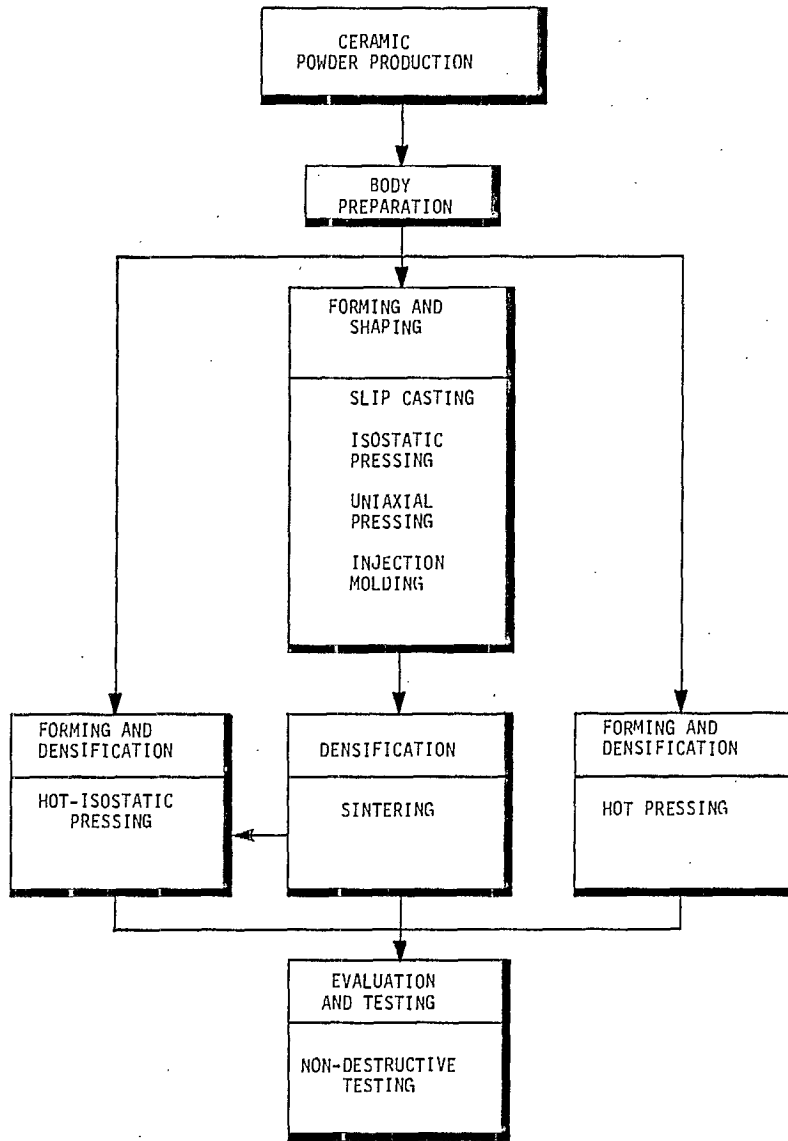 CERAMIC
POWDER PRODUCTION
BODY
PREPARATION
FORMING AND
SHAPING
SLIP CASTING
ISOSTATIC
PRESSING
UNIAXIAL
PRESSING
INJECTION
MOLDING
FORMING AND
DENSIFICATION
HOT-ISOSTATIC
PRESSING
DENSIFICATION
SINTERING
FORMING AND
DENSIFICATION
HOT PRESSING
EVALUATION
AND TESTING
NON-DESTRUCTIVE
TESTING